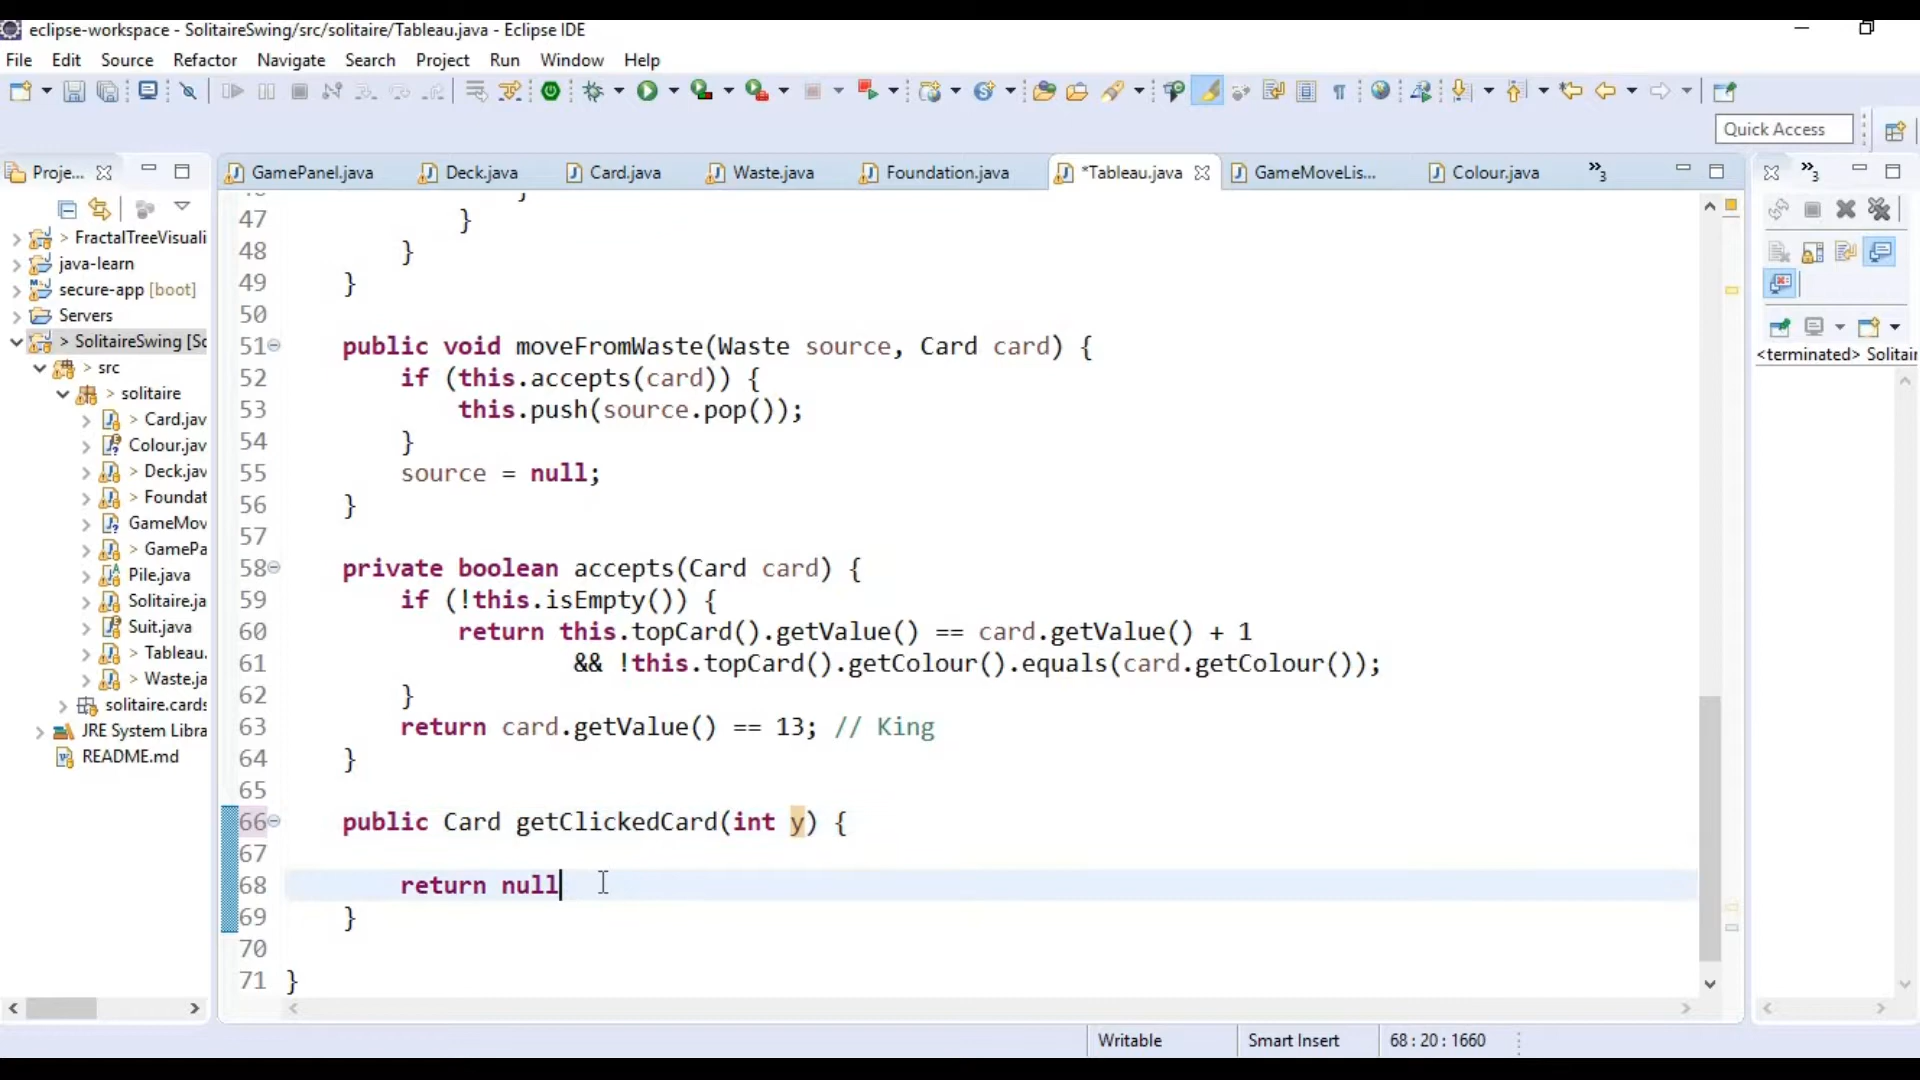 eclipse-workspace - SolitaireSwing/src/solitaire/Tableau.java - Eclipse IDE
File Edit Source Refactor Navigate Search Project Run Window Help
Quick Access
Proje...
GamePanel.java Deck.java Card.java Waste.java Foundation.java *Tableau.java GameMoveLis... Colour.java »3
> FractalTreeVisuali
java-learn
secure-app [boot]
Servers
> SolitaireSwing [So
> src
> solitaire
> Card.jav
Colour.jav
> Deck.jav
> Foundat
GameMov
> GamePa
Pile.java
Solitaire.ja
Suit.java
> Tableau.
> Waste.ja
solitaire.cards
JRE System Libra
README.md
47 }
48 }
49 }
50
51 public void moveFromWaste(Waste source, Card card) {
52 if (this.accepts(card)) {
53 this.push(source.pop());
54 }
55 source = null;
56 }
57
58 private boolean accepts(Card card) {
59 if (!this.isEmpty()) {
60 return this.topCard().getValue() == card.getValue() + 1
61 && !this.topCard().getColour().equals(card.getColour());
62 }
63 return card.getValue() == 13; // King
64 }
65
66 public Card getClickedCard(int y) {
67
68 return null
69 }
70
71 }
»3
<terminated> Solitair
Writable Smart Insert 68 : 20 : 1660